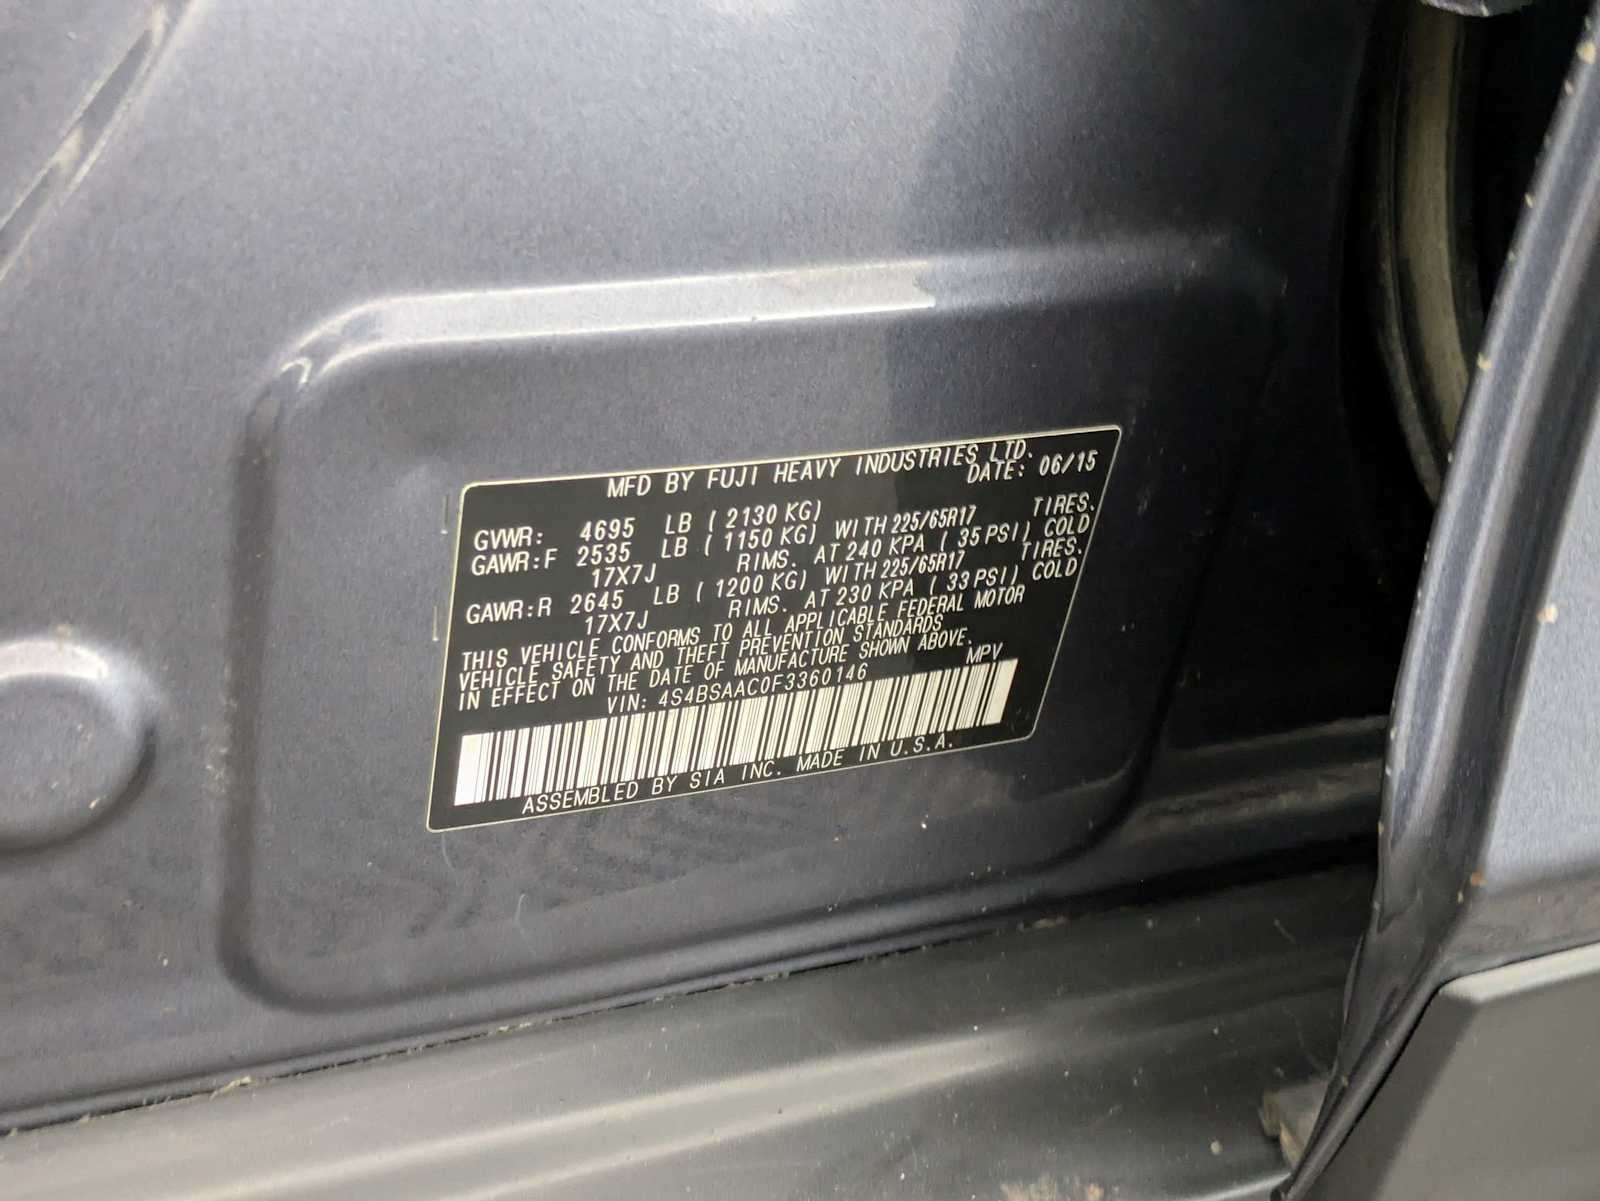 MFD BY FUJI HEAVY INDUSTRIES LTD.
DATE: 06/15
GVWR: 4695 LB ( 2130 KG)
GAWR:F 2535 LB ( 1150 KG) WITH 225/65R17 TIRES.
17X7J RIMS. AT 240 KPA ( 35 PSI) COLD
GAWR:R 2645 LB ( 1200 KG) WITH 225/65R17 TIRES.
17X7J RIMS. AT 230 KPA ( 33 PSI) COLD
THIS VEHICLE CONFORMS TO ALL APPLICABLE FEDERAL MOTOR
VEHICLE SAFETY AND THEFT PREVENTION STANDARDS
IN EFFECT ON THE DATE OF MANUFACTURE SHOWN ABOVE.
VIN: 4S4BSAAC0F3360146 MPV
ASSEMBLED BY SIA INC. MADE IN U.S.A.